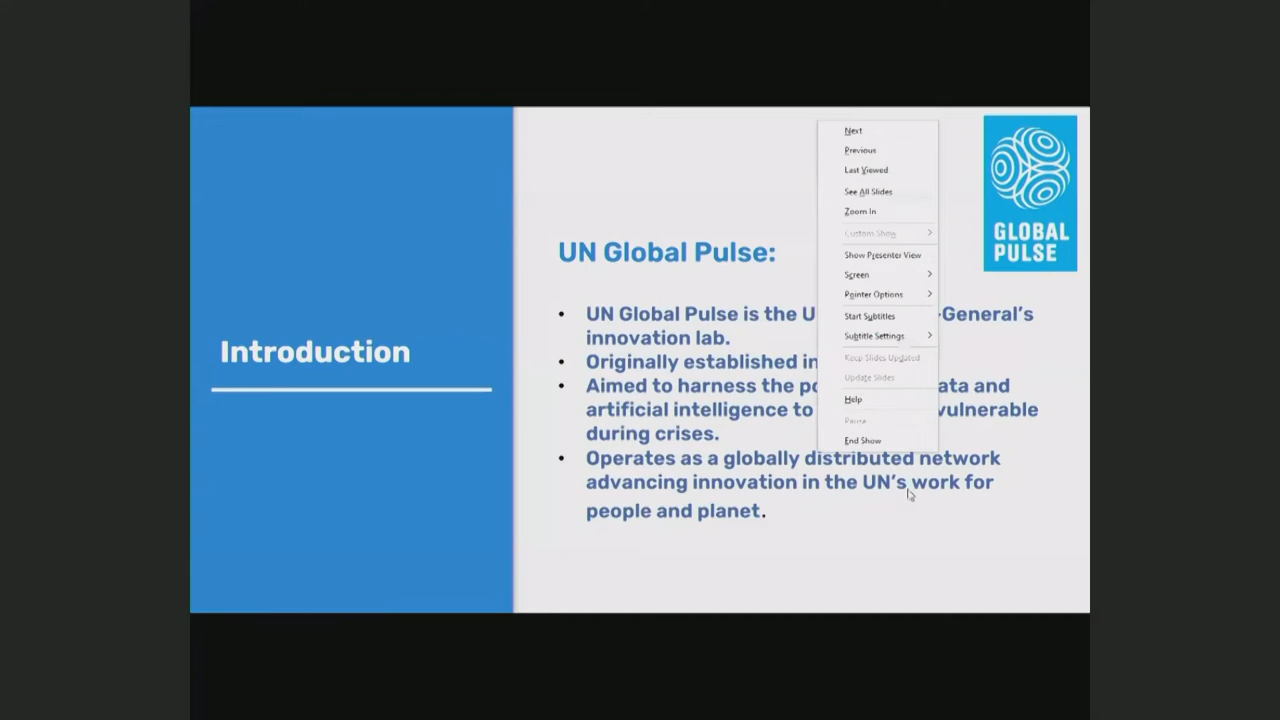 Introduction
UN Global Pulse:
• UN Global Pulse is the U -General’s
innovation lab.
• Originally established in
• Aimed to harness the po ata and
artificial intelligence to vulnerable
during crises.
• Operates as a globally distributed network
advancing innovation in the UN’s work for
people and planet.
Next
Previous
Last Viewed
See All Slides
Zoom In
Custom Show
Show Presenter View
Screen
Pointer Options
Start Subtitles
Subtitle Settings
Keep Slides Updated
Update Slides
Help
Pause
End Show
GLOBAL
PULSE